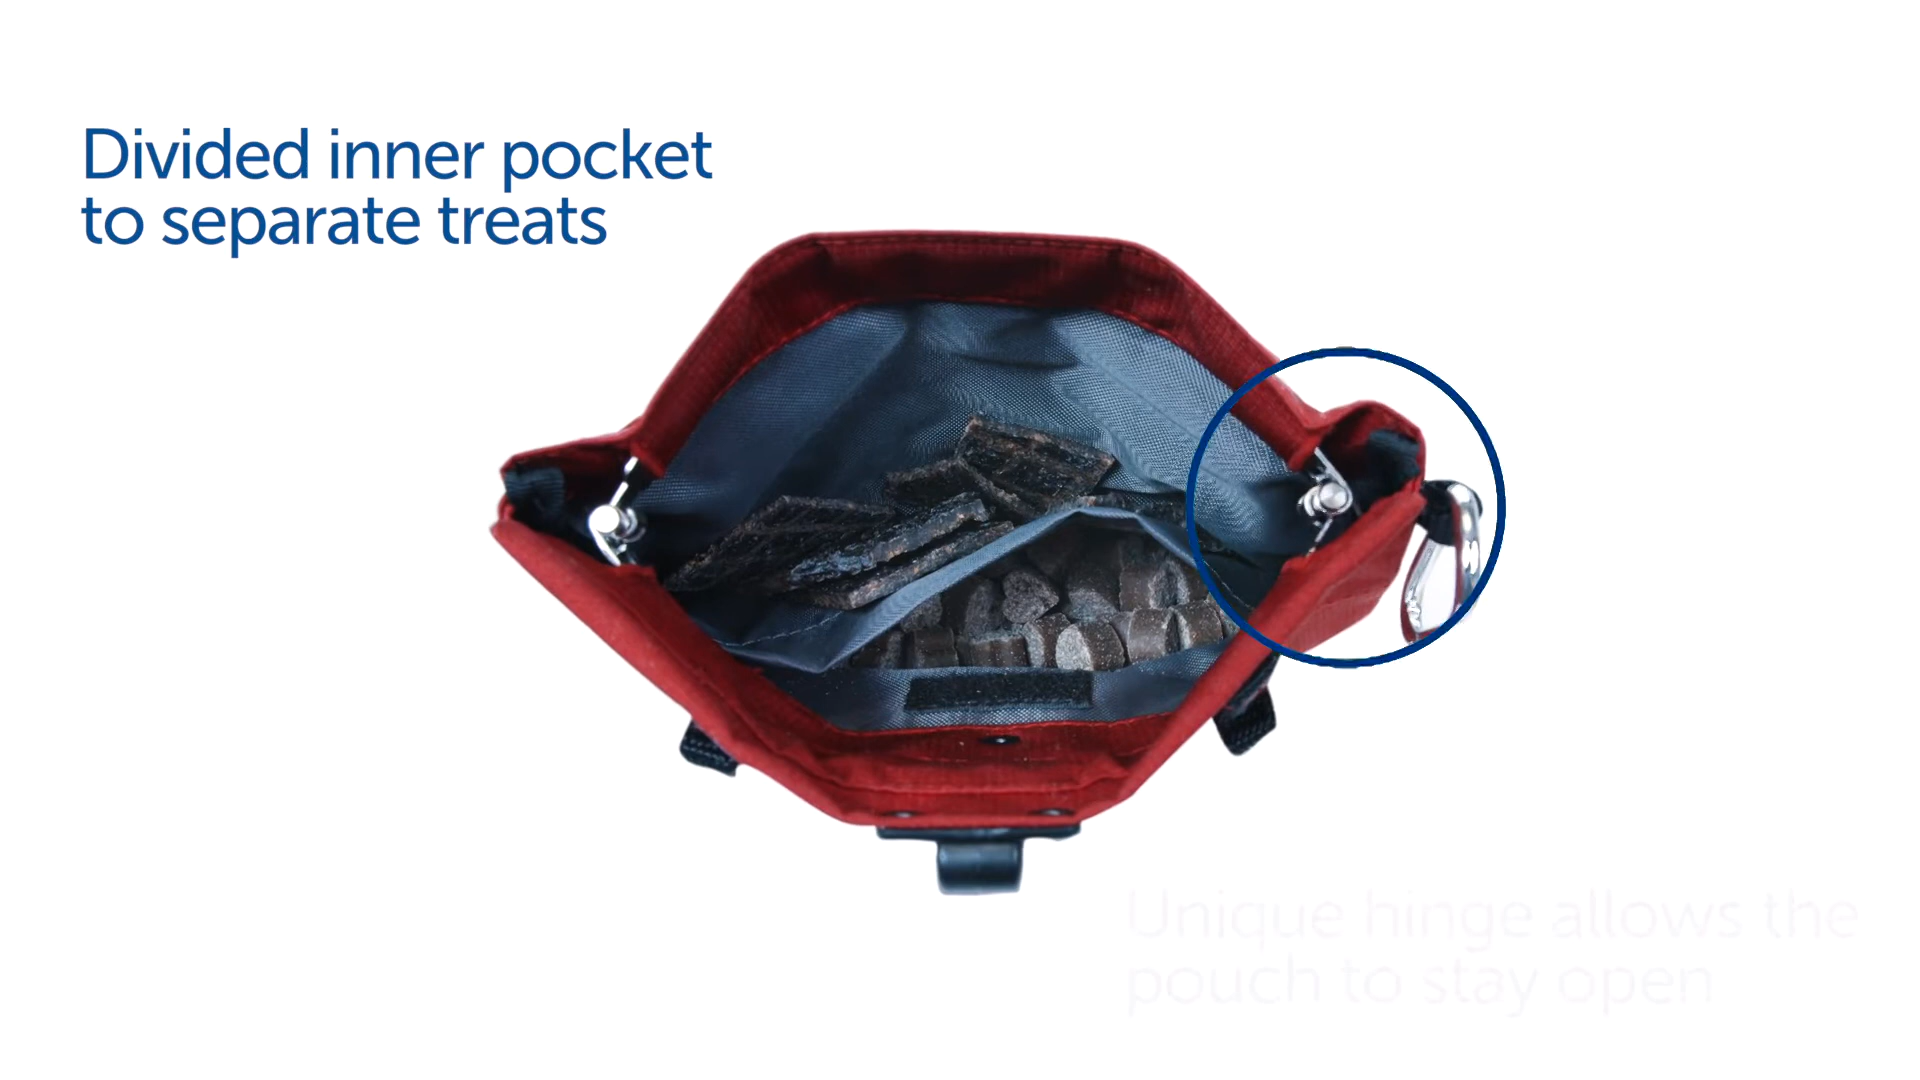 Divided inner pocket
to separate treats
Unique hinge allows the
pouch to stay open